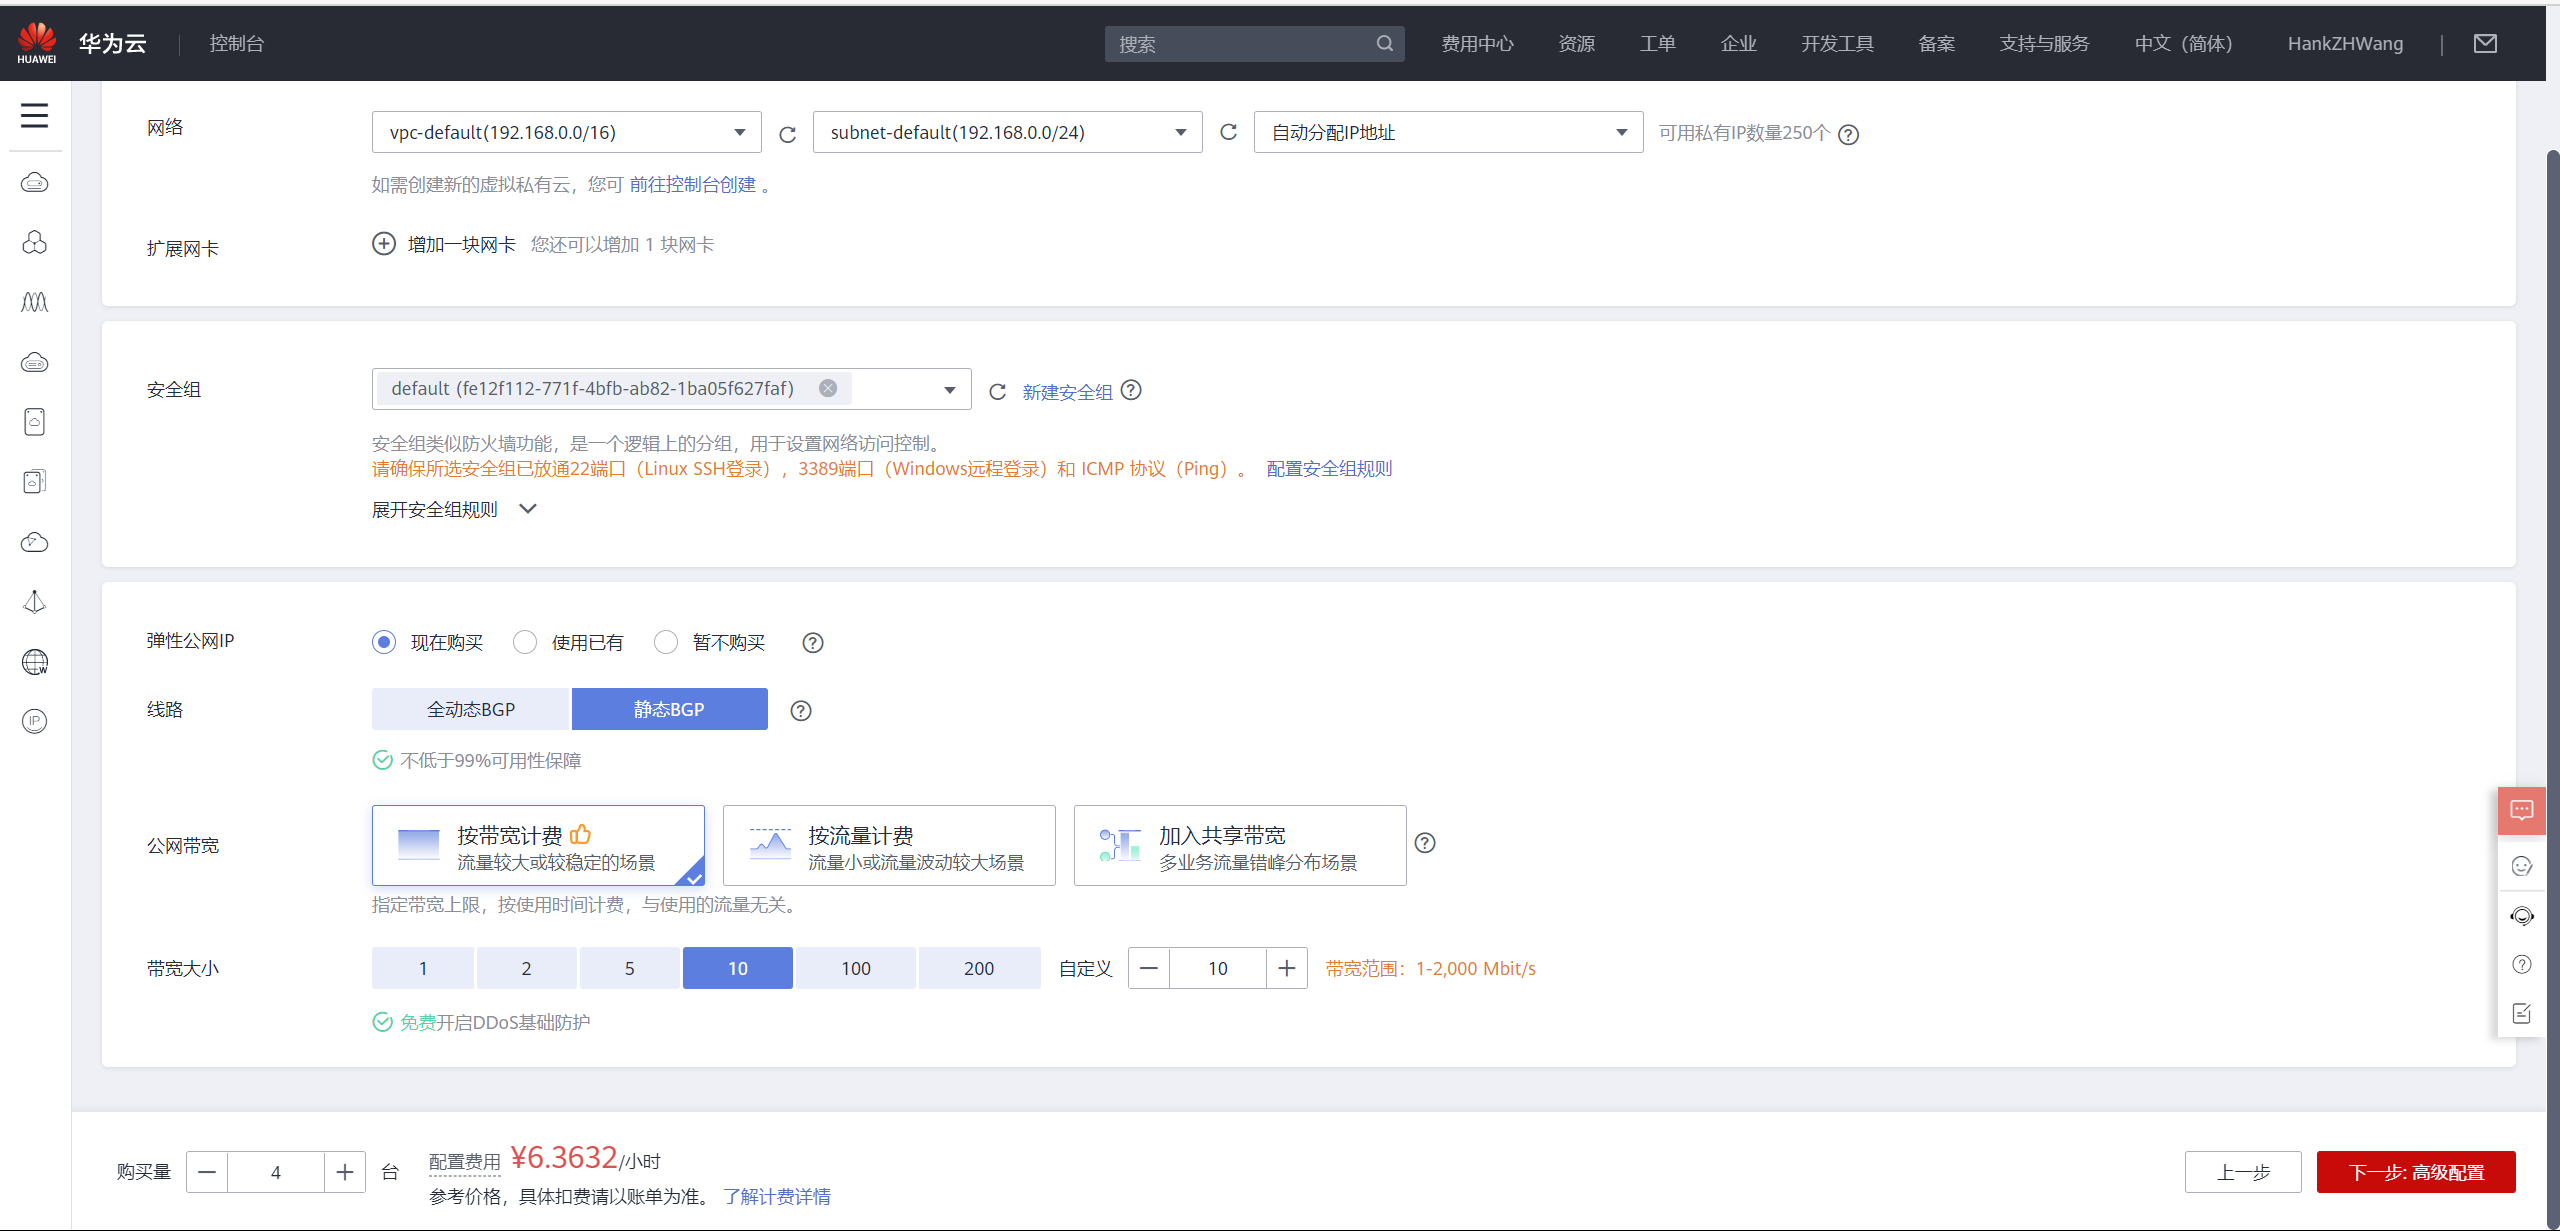 HUAWEI
华为云
控制台
搜索
费用中心
资源
工单
企业
开发工具
备案
支持与服务
中文（简体）
HankZHWang
网络
vpc-default(192.168.0.0/16)
subnet-default(192.168.0.0/24)
自动分配IP地址
可用私有IP数量250个
如需创建新的虚拟私有云，您可 前往控制台创建 。
扩展网卡
增加一块网卡 您还可以增加 1 块网卡
安全组
default (fe12f112-771f-4bfb-ab82-1ba05f627faf)
新建安全组
安全组类似防火墙功能，是一个逻辑上的分组，用于设置网络访问控制。
请确保所选安全组已放通22端口（Linux SSH登录），3389端口（Windows远程登录）和 ICMP 协议（Ping）。 配置安全组规则
展开安全组规则
弹性公网IP
现在购买
使用已有
暂不购买
线路
全动态BGP
静态BGP
不低于99%可用性保障
公网带宽
按带宽计费
流量较大或较稳定的场景
按流量计费
流量小或流量波动较大场景
加入共享带宽
多业务流量错峰分布场景
指定带宽上限，按使用时间计费，与使用的流量无关。
带宽大小
1
2
5
10
100
200
自定义
10
带宽范围：1-2,000 Mbit/s
免费开启DDoS基础防护
IP
W
购买量
4
台
配置费用 ¥6.3632/小时
参考价格，具体扣费请以账单为准。 了解计费详情
上一步
下一步: 高级配置